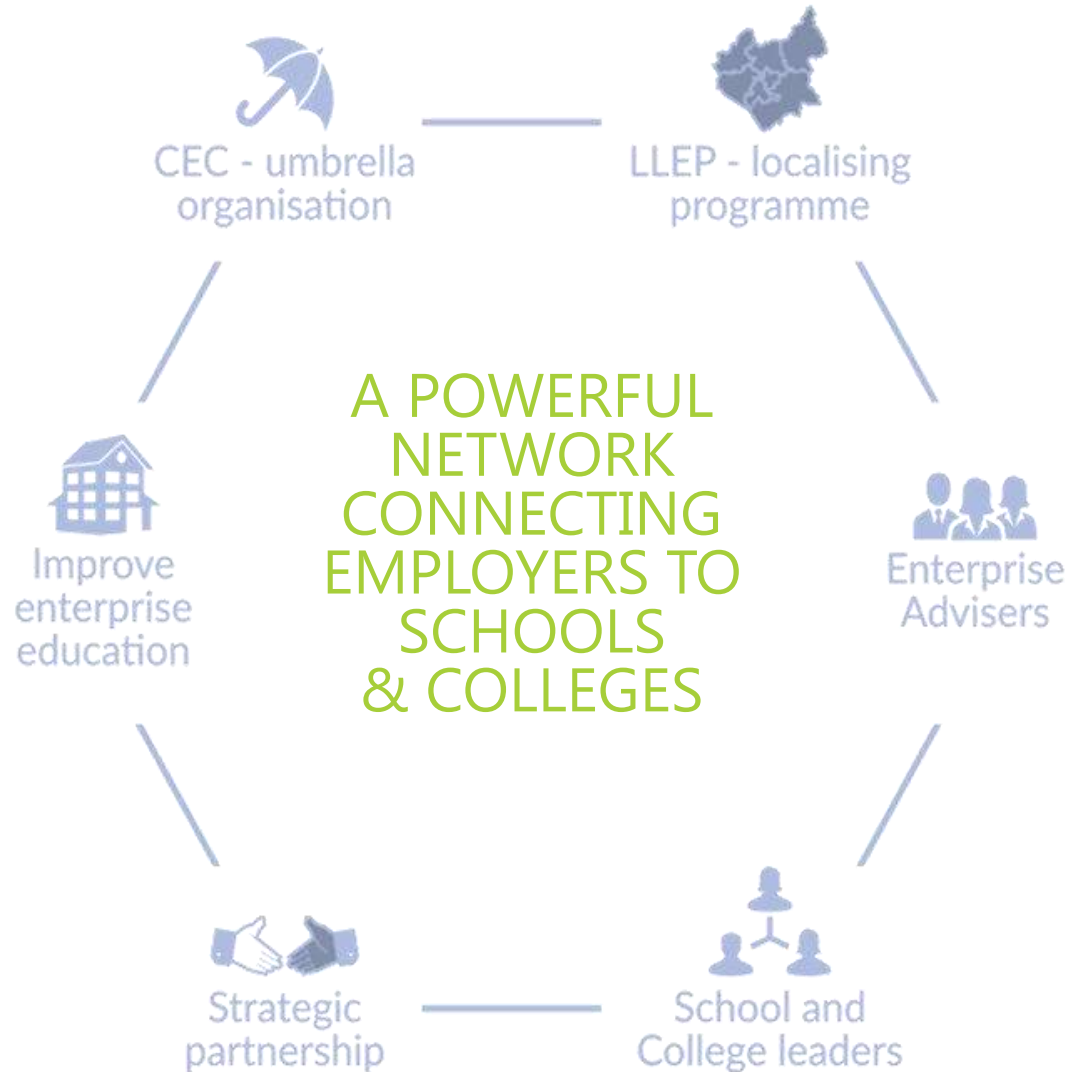 CEC - umbrella
organisation
LLEP - localising
programme
A POWERFUL
NETWORK
CONNECTING
EMPLOYERS TO
SCHOOLS
& COLLEGES
Improve
enterprise
education
Enterprise
Advisers
Strategic
partnership
School and
College leaders